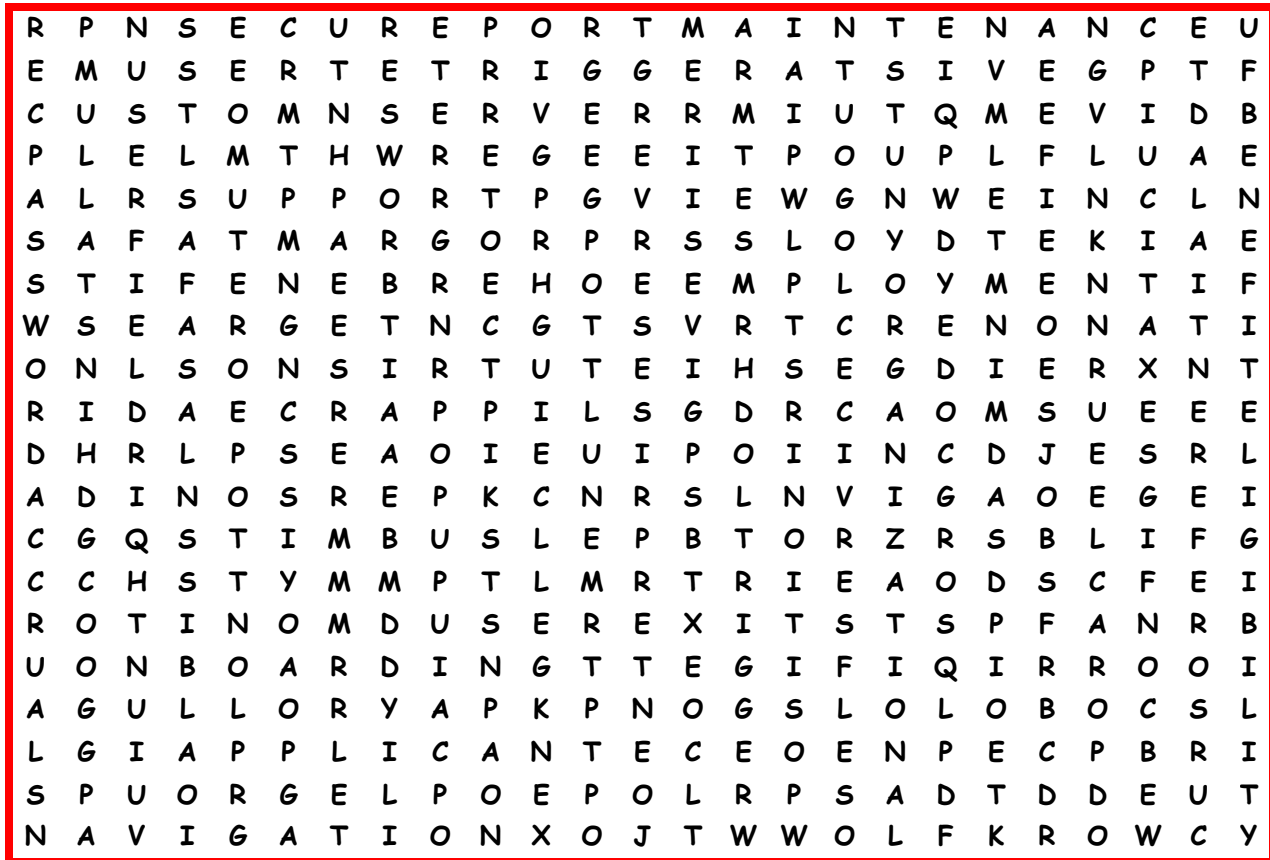 R P N S E C U R E P O R T M A I N T E N A N C E U
E M U S E R T E T R I G G E R A T S I V E G P T F
C U S T O M N S E R V E R R M I U T Q M E V I D B
P L E L M T H W R E G E E I T P O U P L F L U A E
A L R S U P P O R T P G V I E W G N W E I N C L N
S A F A T M A R G O R P R S S L O Y D T E K I A E
S T I F E N E B R E H O E E M P L O Y M E N T I F
W S E A R G E T N C G T S V R T C R E N O N A T I
O N L S O N S I R T U T E I H S E G D I E R X N T
R I D A E C R A P P I L S G D R C A O M S U E E E
D H R L P S E A O I E U I P O I I N C D J E S R L
A D I N O S R E P K C N R S L N V I G A O E G E I
C G Q S T I M B U S L E P B T O R Z R S B L I F G
C C H S T Y M M P T L M R T R I E A O D S C F E I
R O T I N O M D U S E R E X I T S T S P F A N R B
U O N B O A R D I N G T T E G I F I Q I R R O O I
A G U L L O R Y A P K P N O G S L O L O B O C S L
L G I A P P L I C A N T E C E O E N P E C P B R I
S P U O R G E L P O E P O L R P S A D T D D E U T
N A V I G A T I O N X O J T W W O L F K R O W C Y